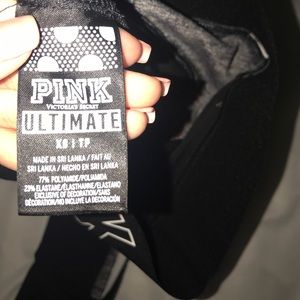 PINK
VICTORIA'S SECRET
ULTIMATE
XS | TP
MADE IN SRI LANKA / FAIT AU
SRI LANKA / HECHO EN SRI LANKA
77% POLYAMIDE/POLIAMIDA
23% ELASTANE/ÉLASTHANNE/ELASTANO
EXCLUSIVE OF DECORATION/SANS
DÉCORATION/NO INCLUYE LA DECORACIÓN